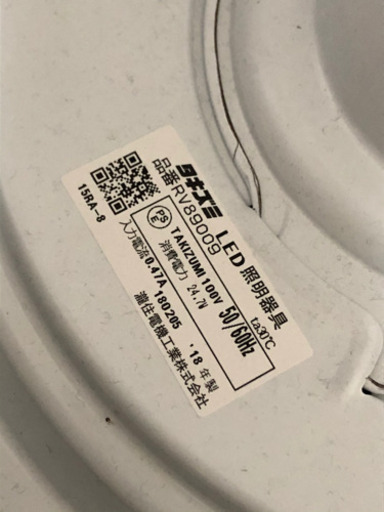 タキズミ LED 照明器具
品番RV89009 ta30℃
PS
E
TAKIZUMI 100V 50/60Hz
消費電力 24.7W
入力電流0.47A 180205 '18 年製
瀧住電機工業株式会社
15RA-8